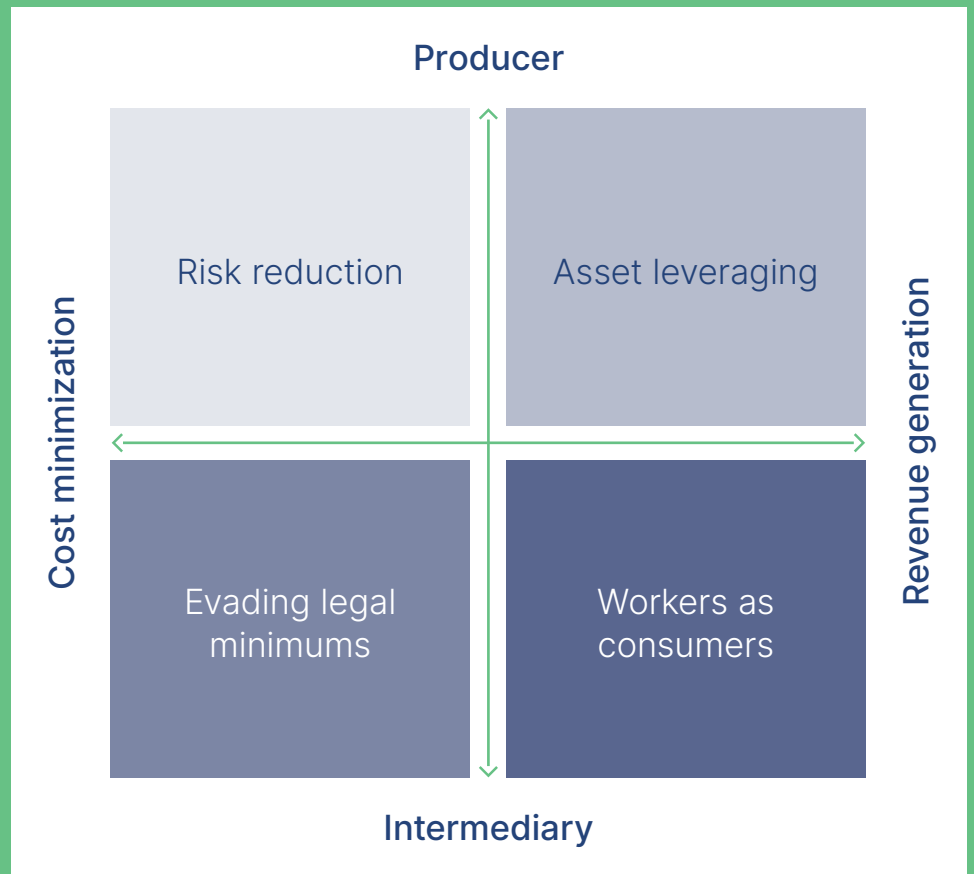 Producer
Risk reduction
Asset leveraging
Cost minimization
Revenue generation
Evading legal
minimums
Workers as
consumers
Intermediary